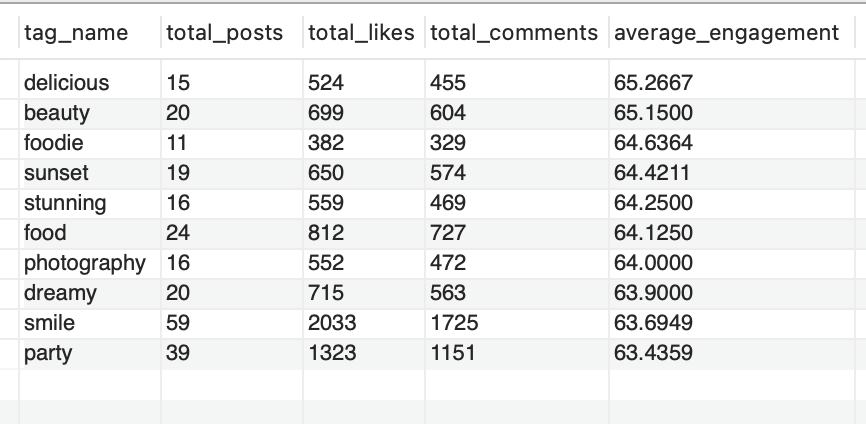 tag_name total_posts total_likes total_comments average_engagement
delicious 15 524 455 65.2667
beauty 20 699 604 65.1500
foodie 11 382 329 64.6364
sunset 19 650 574 64.4211
stunning 16 559 469 64.2500
food 24 812 727 64.1250
photography 16 552 472 64.0000
dreamy 20 715 563 63.9000
smile 59 2033 1725 63.6949
party 39 1323 1151 63.4359